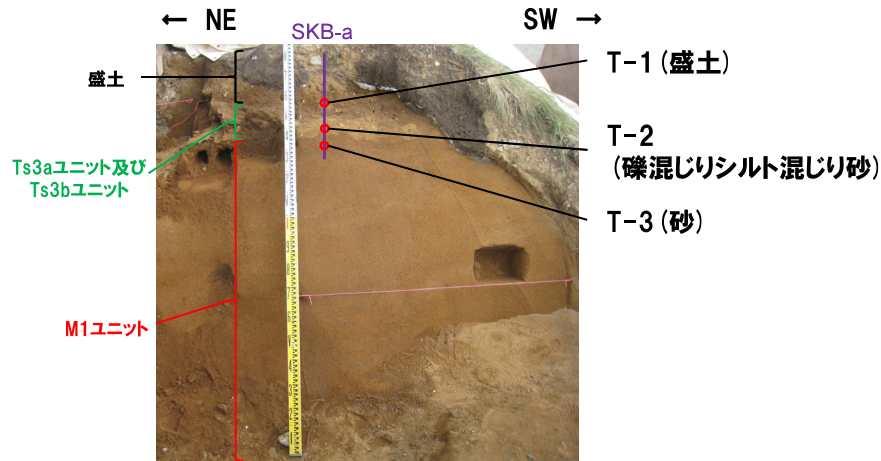 ← NE
SW →
SKB-a
盛土
Ts3aユニット及び
Ts3bユニット
M1ユニット
T-1(盛土)
T-2
(礫混じりシルト混じり砂)
T-3(砂)